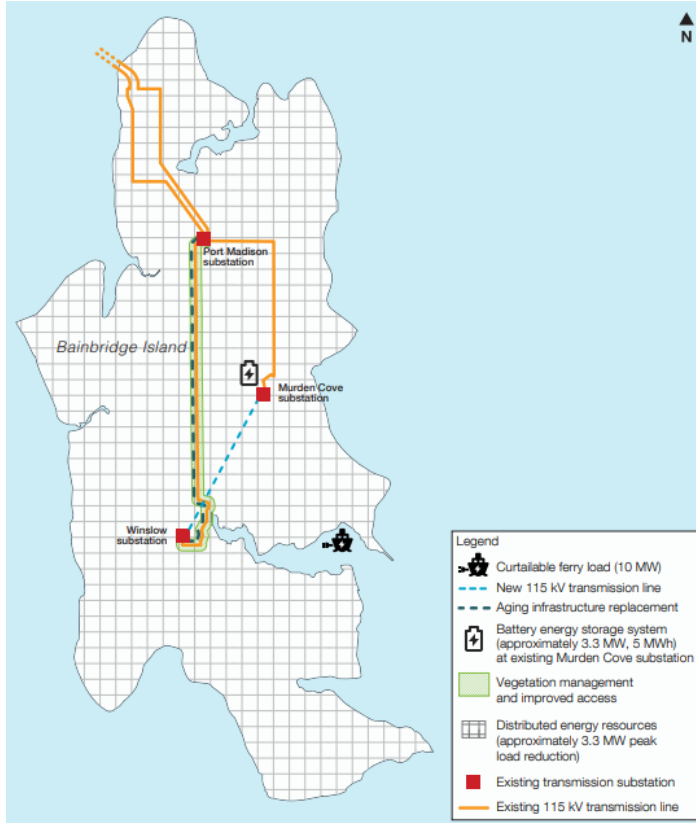 N
Port Madison
substation
Bainbridge Island
Murden Cove
substation
Winslow
substation
Legend
Curtailable ferry load (10 MW)
New 115 kV transmission line
Aging infrastructure replacement
Battery energy storage system
(approximately 3.3 MW, 5 MWh)
at existing Murden Cove substation
Vegetation management
and improved access
Distributed energy resources
(approximately 3.3 MW peak
load reduction)
Existing transmission substation
Existing 115 kV transmission line